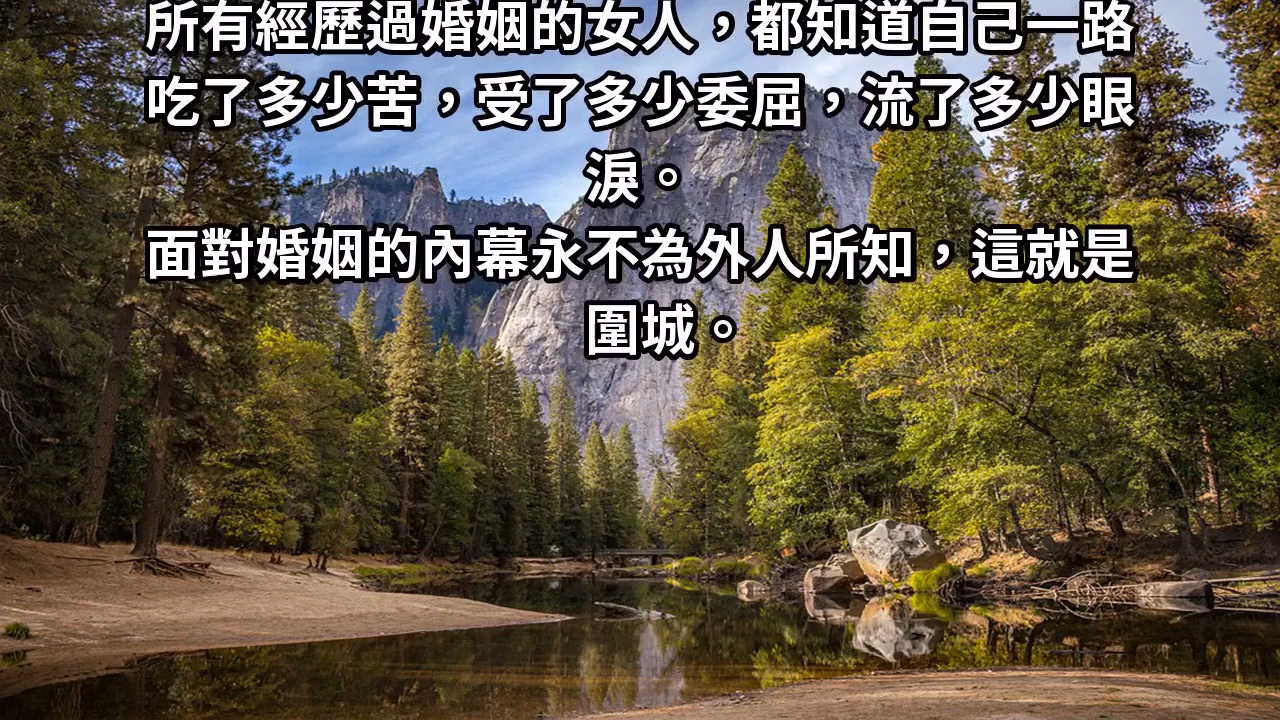 所有經歷過婚姻的女人，都知道自己一路
吃了多少苦，受了多少委屈，流了多少眼
淚。
面對婚姻的內幕永不為外人所知，這就是
圍城。